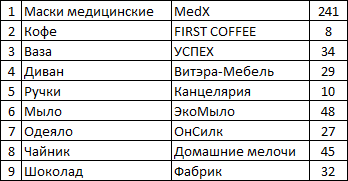 1 Маски медицинские MedX 241
2 Кофе FIRST COFFEE 8
3 Ваза УСПЕХ 34
4 Диван Витэра-Мебель 29
5 Ручки Канцелярия 10
6 Мыло ЭкоМыло 48
7 Одеяло ОнСилк 27
8 Чайник Домашние мелочи 45
9 Шоколад Фабрик 32